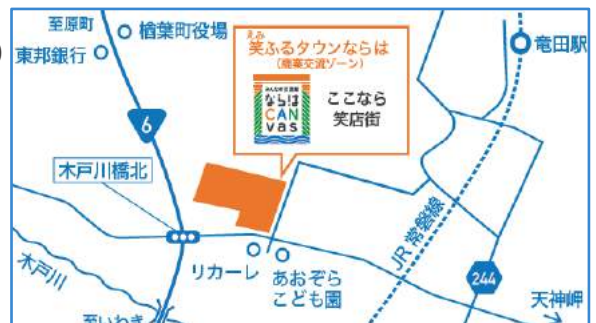 至原町
楢葉町役場
東邦銀行
えみ
笑ふるタウンならは
(商業交流ゾーン)
みんなの交流館
ならは
CAN
vas
ここなら
笑店街
竜田駅
6
木戸川橋北
リカーレ
あおぞら
こども園
JR常磐線
244
木戸川
至いわき
天神岬